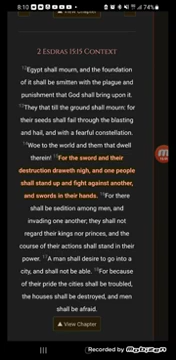 8:10
74%
▲ View Chapter
2 Esdras 15:15 Context
12Egypt shall mourn, and the foundation
of it shall be smitten with the plague and
punishment that God shall bring upon it.
13They that till the ground shall mourn: for
their seeds shall fail through the blasting
and hail, and with a fearful constellation.
14Woe to the world and them that dwell
therein! 15For the sword and their
destruction draweth nigh, and one people
shall stand up and fight against another,
and swords in their hands. 16For there
shall be sedition among men, and
invading one another; they shall not
regard their kings nor princes, and the
course of their actions shall stand in their
power. 17A man shall desire to go into a
city, and shall not be able. 18For because
of their pride the cities shall be troubled,
the houses shall be destroyed, and men
shall be afraid.
▲ View Chapter
Recorded by